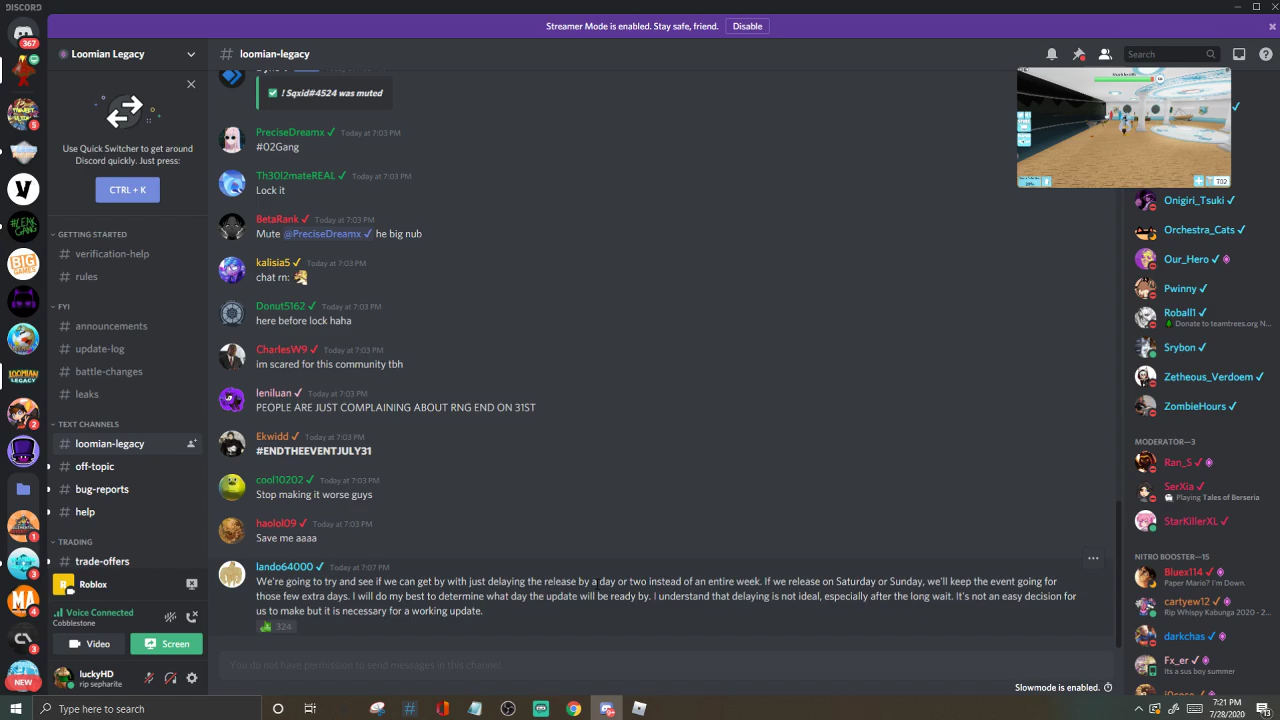 DISCORD
Streamer Mode is enabled. Stay safe, friend. Disable
367
5
2
1
3
4
3
NEW
BIG GAMES
LOOMIAN LEGACY
Loomian Legacy
Use Quick Switcher to get around
Discord quickly. Just press:
CTRL + K
GETTING STARTED
# verification-help
# rules
FYI
# announcements
# update-log
# battle-changes
# leaks
TEXT CHANNELS
# loomian-legacy
# off-topic
# bug-reports
# help
TRADING
# trade-offers
Roblox
Voice Connected
Cobblestone
Video
Screen
luckyHD
rip sepharite
# loomian-legacy
Search
! Sqxid#4524 was muted
PreciseDreamx Today at 7:03 PM
#02Gang
Th30l2mateREAL Today at 7:03 PM
Lock it
BetaRank Today at 7:03 PM
Mute @PreciseDreamx he big nub
kalisia5 Today at 7:03 PM
chat rn:
Donut5162 Today at 7:03 PM
here before lock haha
CharlesW9 Today at 7:03 PM
im scared for this community tbh
leniluan Today at 7:03 PM
PEOPLE ARE JUST COMPLAINING ABOUT RNG END ON 31ST
Ekwidd Today at 7:03 PM
#ENDTHEEVENTJULY31
cool10202 Today at 7:03 PM
Stop making it worse guys
haolol09 Today at 7:03 PM
Save me aaaa
lando64000 Today at 7:07 PM
We're going to try and see if we can get by with just delaying the release by a day or two instead of an entire week. If we release on Saturday or Sunday, we'll keep the event going for
those few extra days. I will do my best to determine what day the update will be ready by. I understand that delaying is not ideal, especially after the long wait. It's not an easy decision for
us to make but it is necessary for a working update.
324
You do not have permission to send messages in this channel.
Slowmode is enabled.
702
Onigiri_Tsuki
Orchestra_Cats
Our_Hero
Pwinny
Roball1
Donate to teamtrees.org N...
Srybon
Zetheous_Verdoem
ZombieHours
MODERATOR—3
Ran_S
SerXia
Playing Tales of Berseria
StarKillerXL
NITRO BOOSTER—15
Bluex114
Paper Mario? I'm Down.
cartyew12
Rip Whispy Kabunga 2020 - 2...
darkchas
Fx_er
Its a sus boy summer
Type here to search
7:21 PM
7/28/2020
13